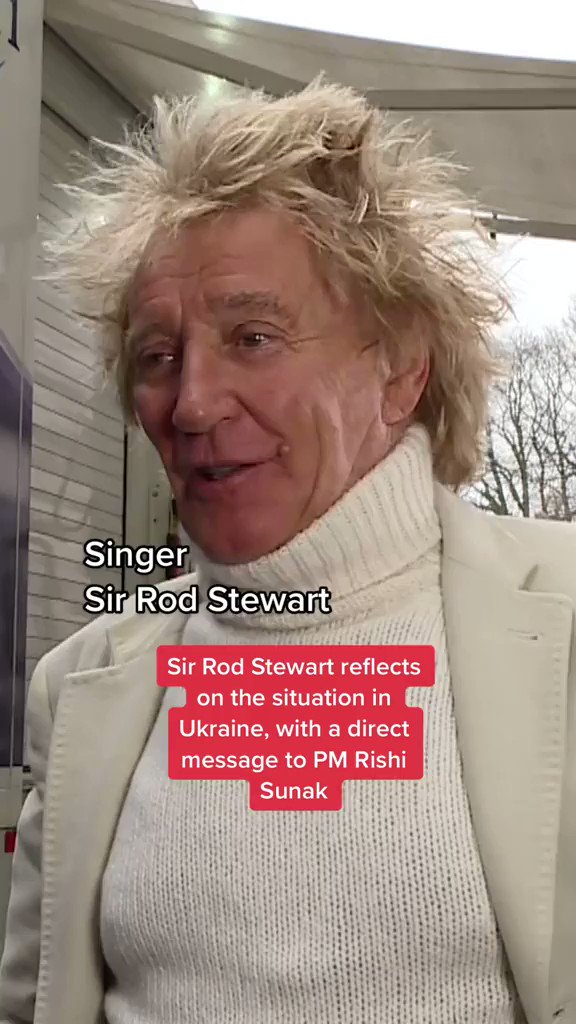 Singer
Sir Rod Stewart
Sir Rod Stewart reflects
on the situation in
Ukraine, with a direct
message to PM Rishi
Sunak